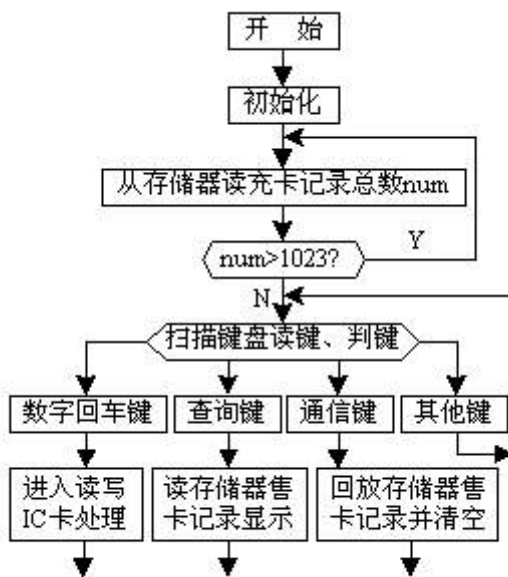 开 始
初始化
从存储器读充卡记录总数num
num>1023?
Y
N
扫描键盘读键、判键
数字回车键
查询键
通信键
其他键
进入读写
IC卡处理
读存储器售
卡记录显示
回放存储器售
卡记录并清空